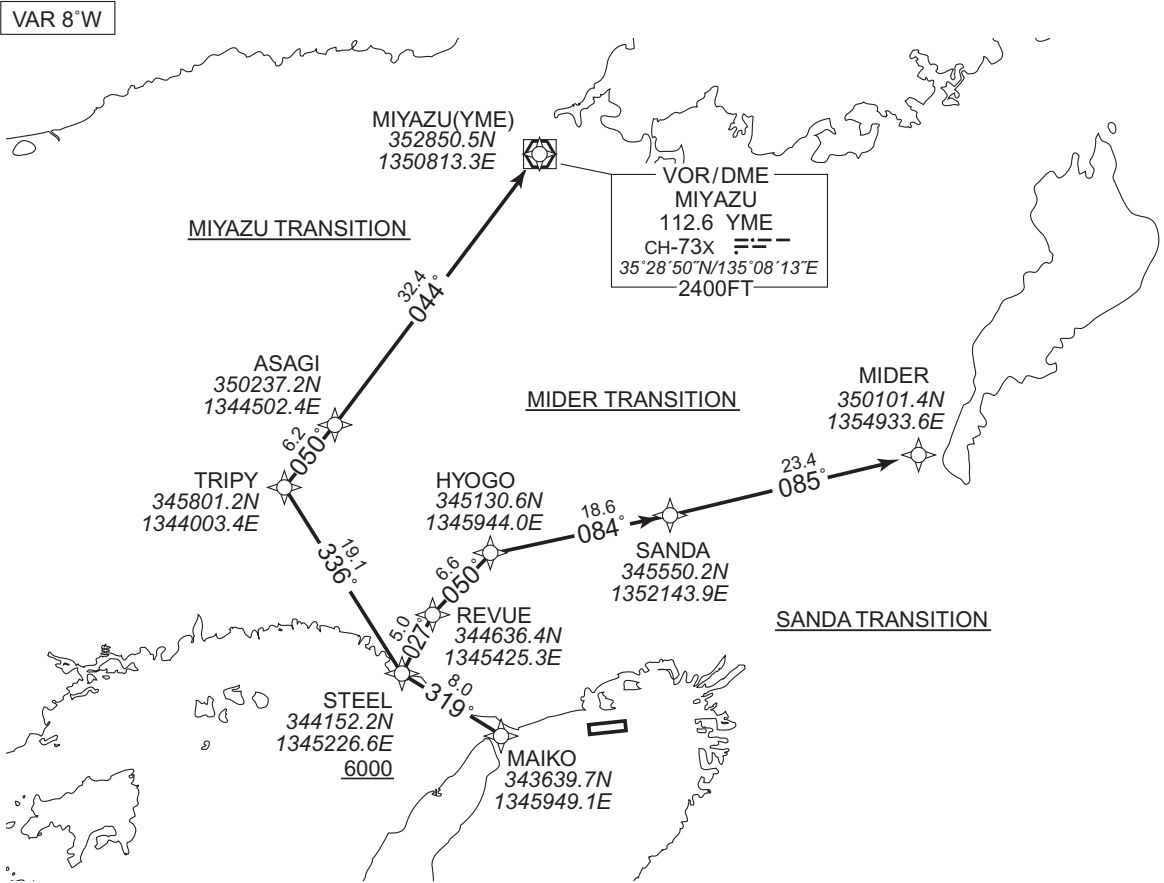 VAR 8˚W
MIYAZU(YME)
352850.5N
1350813.3E
VOR/DME
MIYAZU
112.6 YME
CH-73X
35˚28´50˝N/135˚08´13˝E
2400FT
MIYAZU TRANSITION
32.4
044˚
ASAGI
350237.2N
1344502.4E
6.2
050˚
TRIPY
345801.2N
1344003.4E
MIDER TRANSITION
MIDER
350101.4N
1354933.6E
23.4
085˚
HYOGO
345130.6N
1345944.0E
18.6
084˚
SANDA
345550.2N
1352143.9E
19.1
336˚
6.6
050˚
REVUE
344636.4N
1345425.3E
SANDA TRANSITION
5.0
027˚
STEEL
344152.2N
1345226.6E
6000
8.0
319˚
MAIKO
343639.7N
1345949.1E